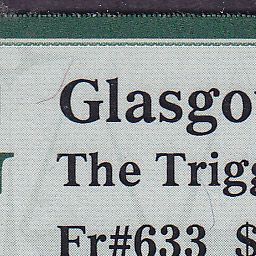 Glasgo
The Trigg
Fr#633 $